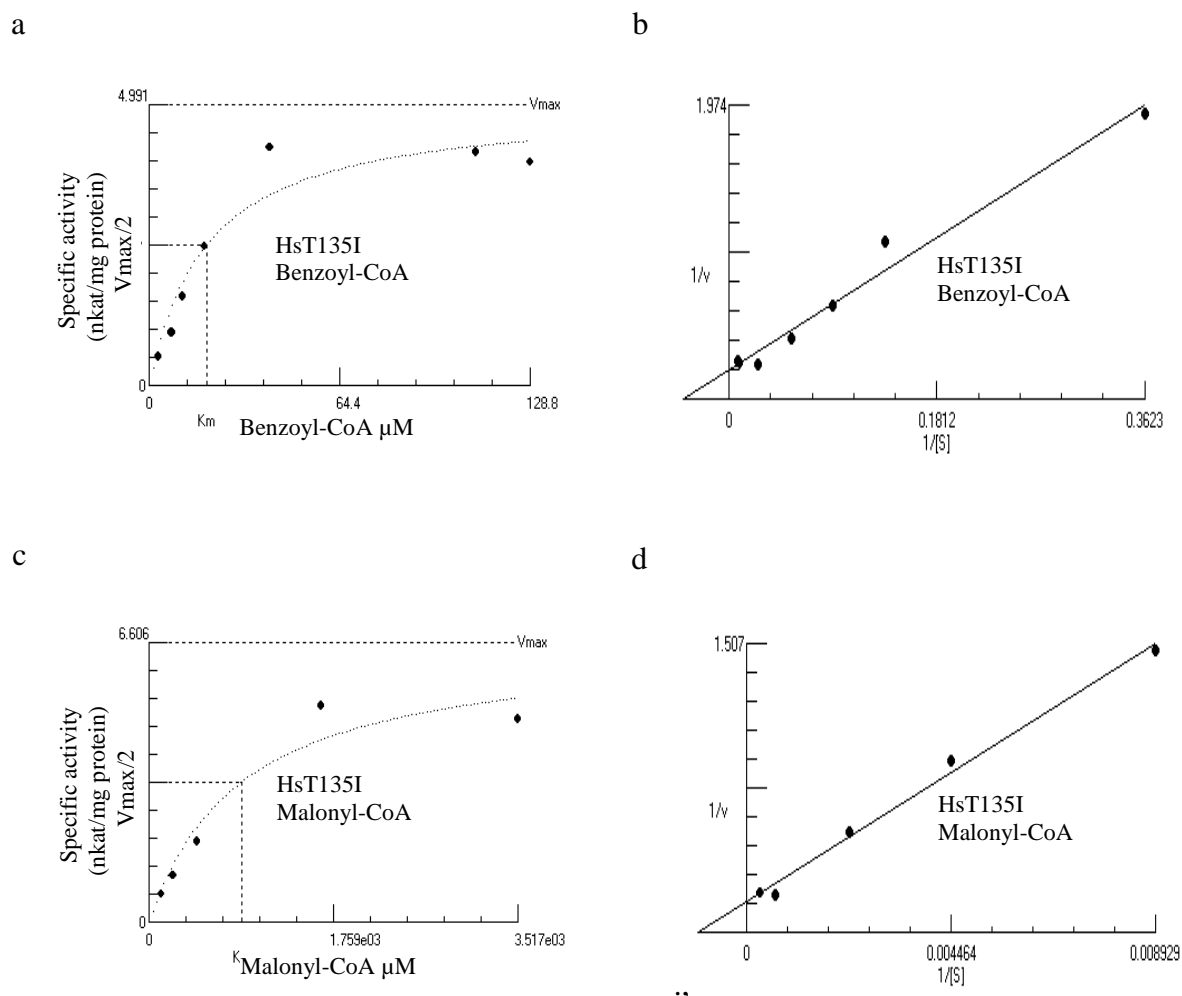 a
4.991
Vmax
Specific activity
(nkat/mg protein)
Vmax/2
HsT135I
Benzoyl-CoA
0
0
64.4
128.8
Km
Benzoyl-CoA µM
b
1.974
1/v
HsT135I
Benzoyl-CoA
0
0.1812
0.3623
1/[S]
c
6.606
Vmax
Specific activity
(nkat/mg protein)
Vmax/2
HsT135I
Malonyl-CoA
0
0
1.759e03
3.517e03
K
Malonyl-CoA µM
d
1.507
1/v
HsT135I
Malonyl-CoA
0
0.004464
0.008929
1/[S]